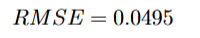 RMSE = 0.0495